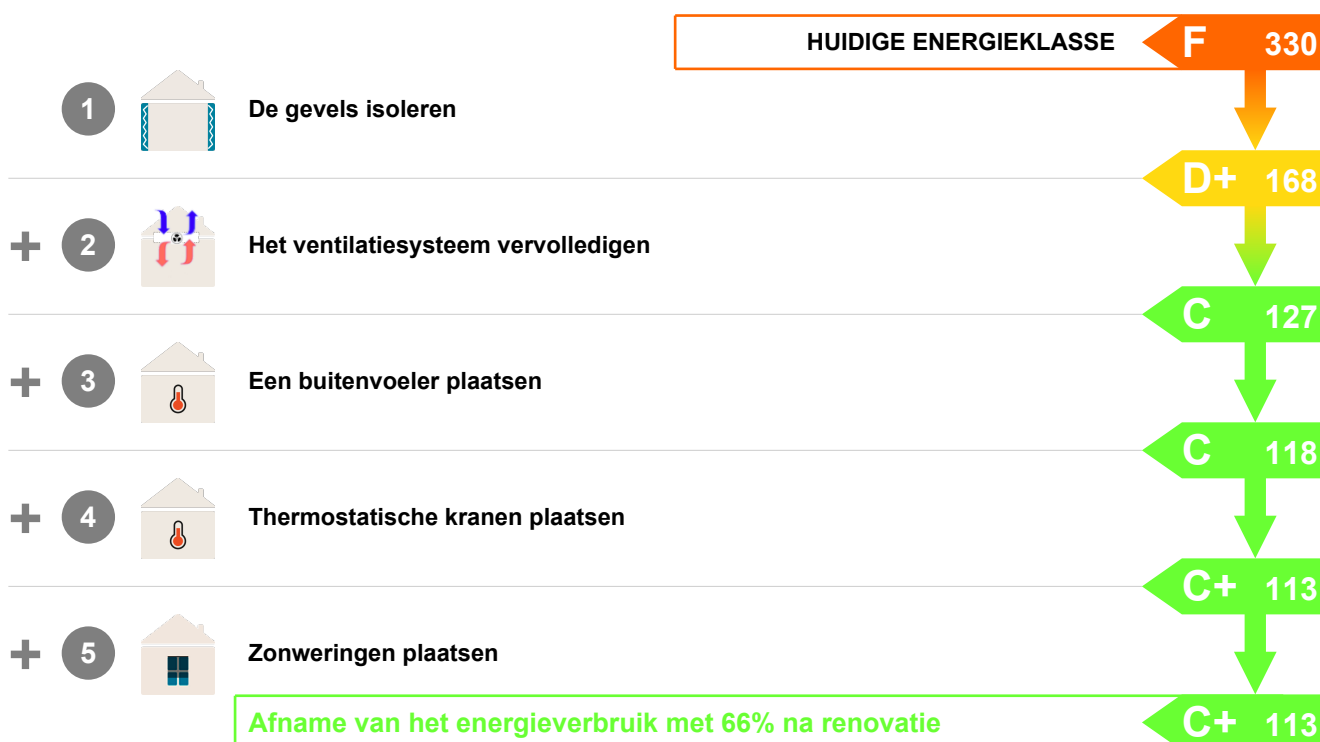 HUIDIGE ENERGIEKLASSE F 330
1 De gevels isoleren
D+ 168
+ 2 Het ventilatiesysteem vervolledigen
C 127
+ 3 Een buitenvoeler plaatsen
C 118
+ 4 Thermostatische kranen plaatsen
C+ 113
+ 5 Zonweringen plaatsen
Afname van het energieverbruik met 66% na renovatie C+ 113